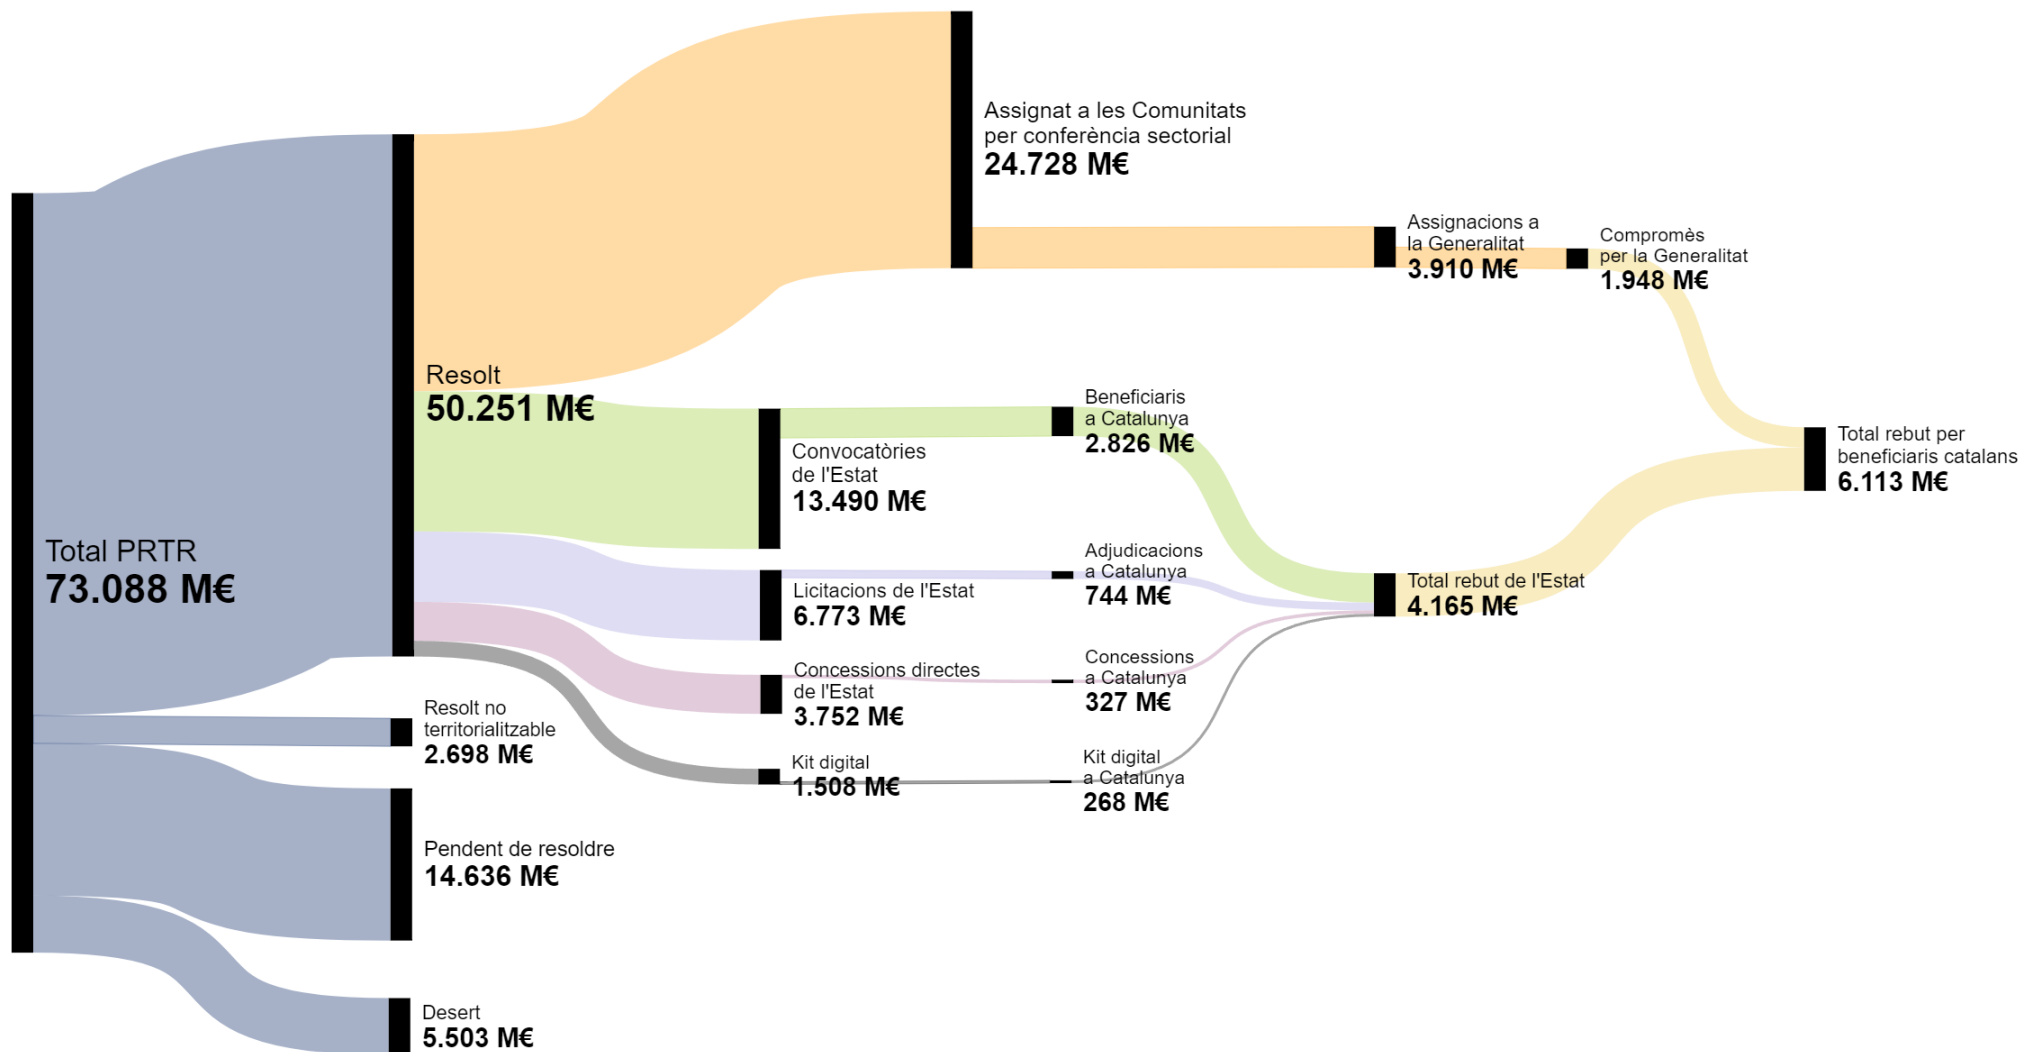 Total PRTR
73.088 M€
Resolt
50.251 M€
Resolt no
territorialitzable
2.698 M€
Pendent de resoldre
14.636 M€
Desert
5.503 M€
Assignat a les Comunitats
per conferència sectorial
24.728 M€
Convocatòries
de l'Estat
13.490 M€
Licitacions de l'Estat
6.773 M€
Concessions directes
de l'Estat
3.752 M€
Kit digital
1.508 M€
Beneficiaris
a Catalunya
2.826 M€
Adjudicacions
a Catalunya
744 M€
Concessions
a Catalunya
327 M€
Kit digital
a Catalunya
268 M€
Assignacions a
la Generalitat
3.910 M€
Compromès
per la Generalitat
1.948 M€
Total rebut de l'Estat
4.165 M€
Total rebut per
beneficiaris catalans
6.113 M€